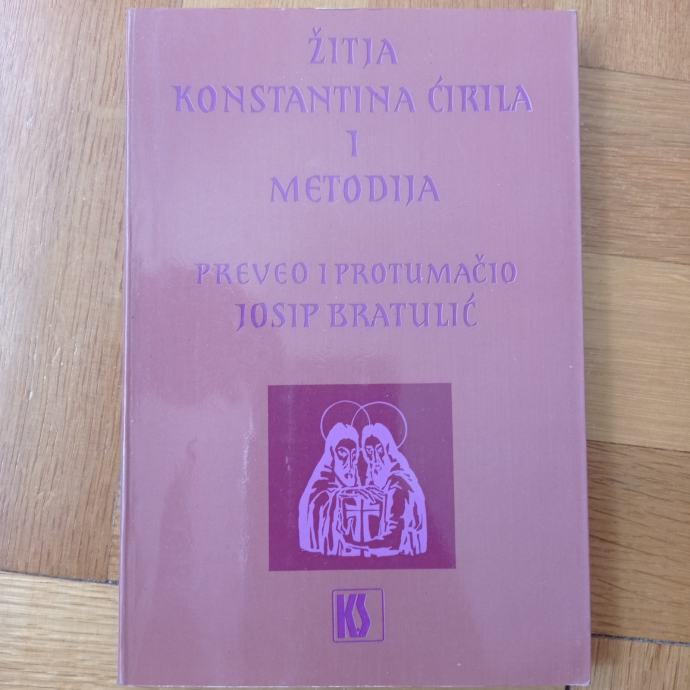 ŽITJA
KONSTANTINA ĆIRILA
I
METODIJA
PREVEO I PROTUMAČIO
JOSIP BRATULIĆ
KS